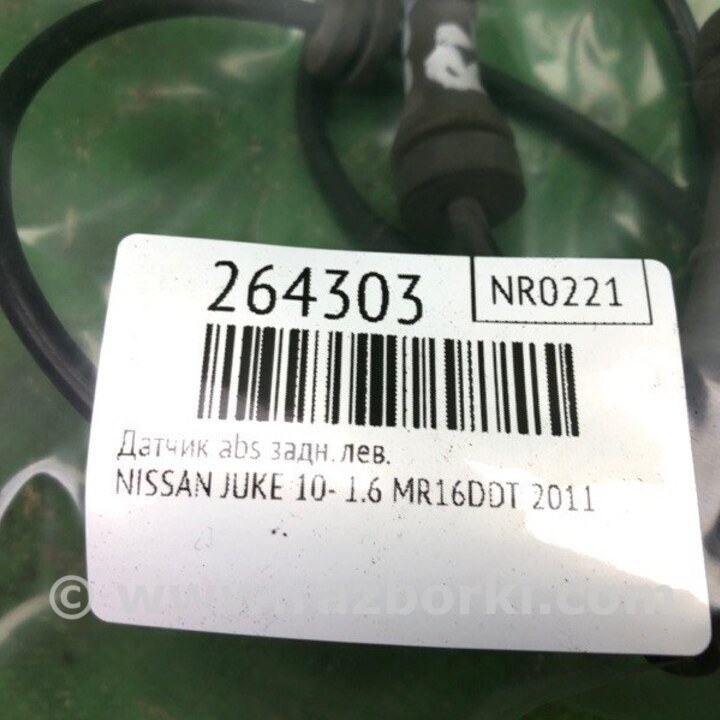 264303
NR0221
Датчик abs задн.лев.
NISSAN JUKE 10- 1.6 MR16DDT 2011
© www.razborki.com